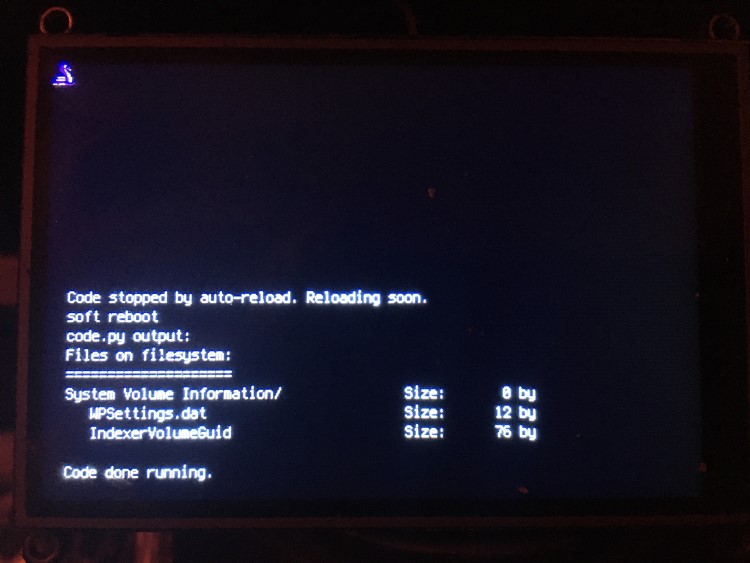 Code stopped by auto-reload. Reloading soon.
soft reboot
code.py output:
Files on filesystem:
====================
System Volume Information/ Size: 0 by
WPSettings.dat Size: 12 by
IndexerVolumeGuid Size: 76 by
Code done running.